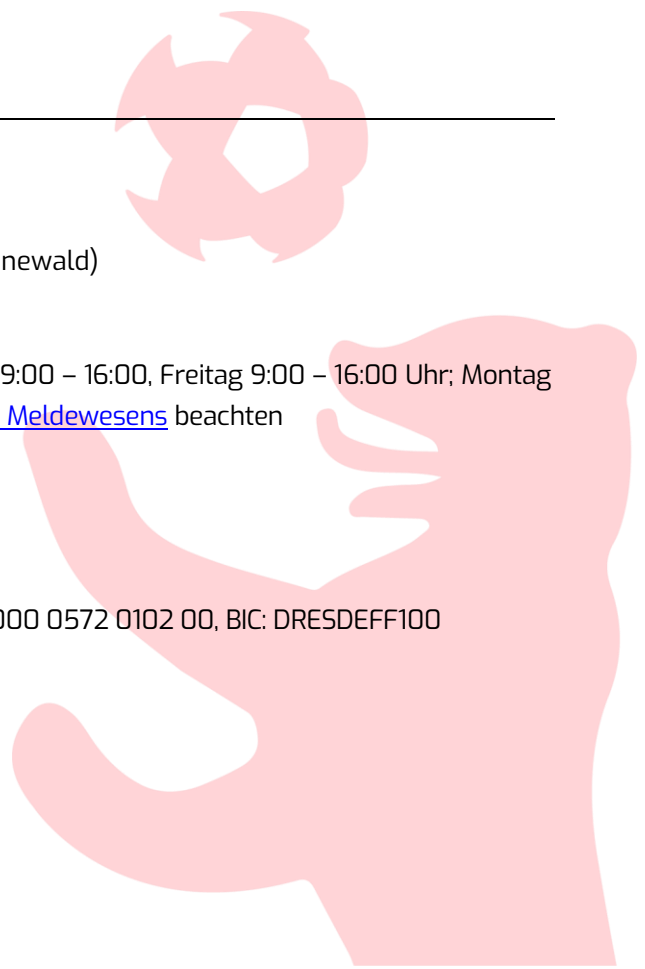 newald)
9:00 – 16:00, Freitag 9:00 – 16:00 Uhr; Montag
Meldewesens beachten
000 0572 0102 00, BIC: DRESDEFF100